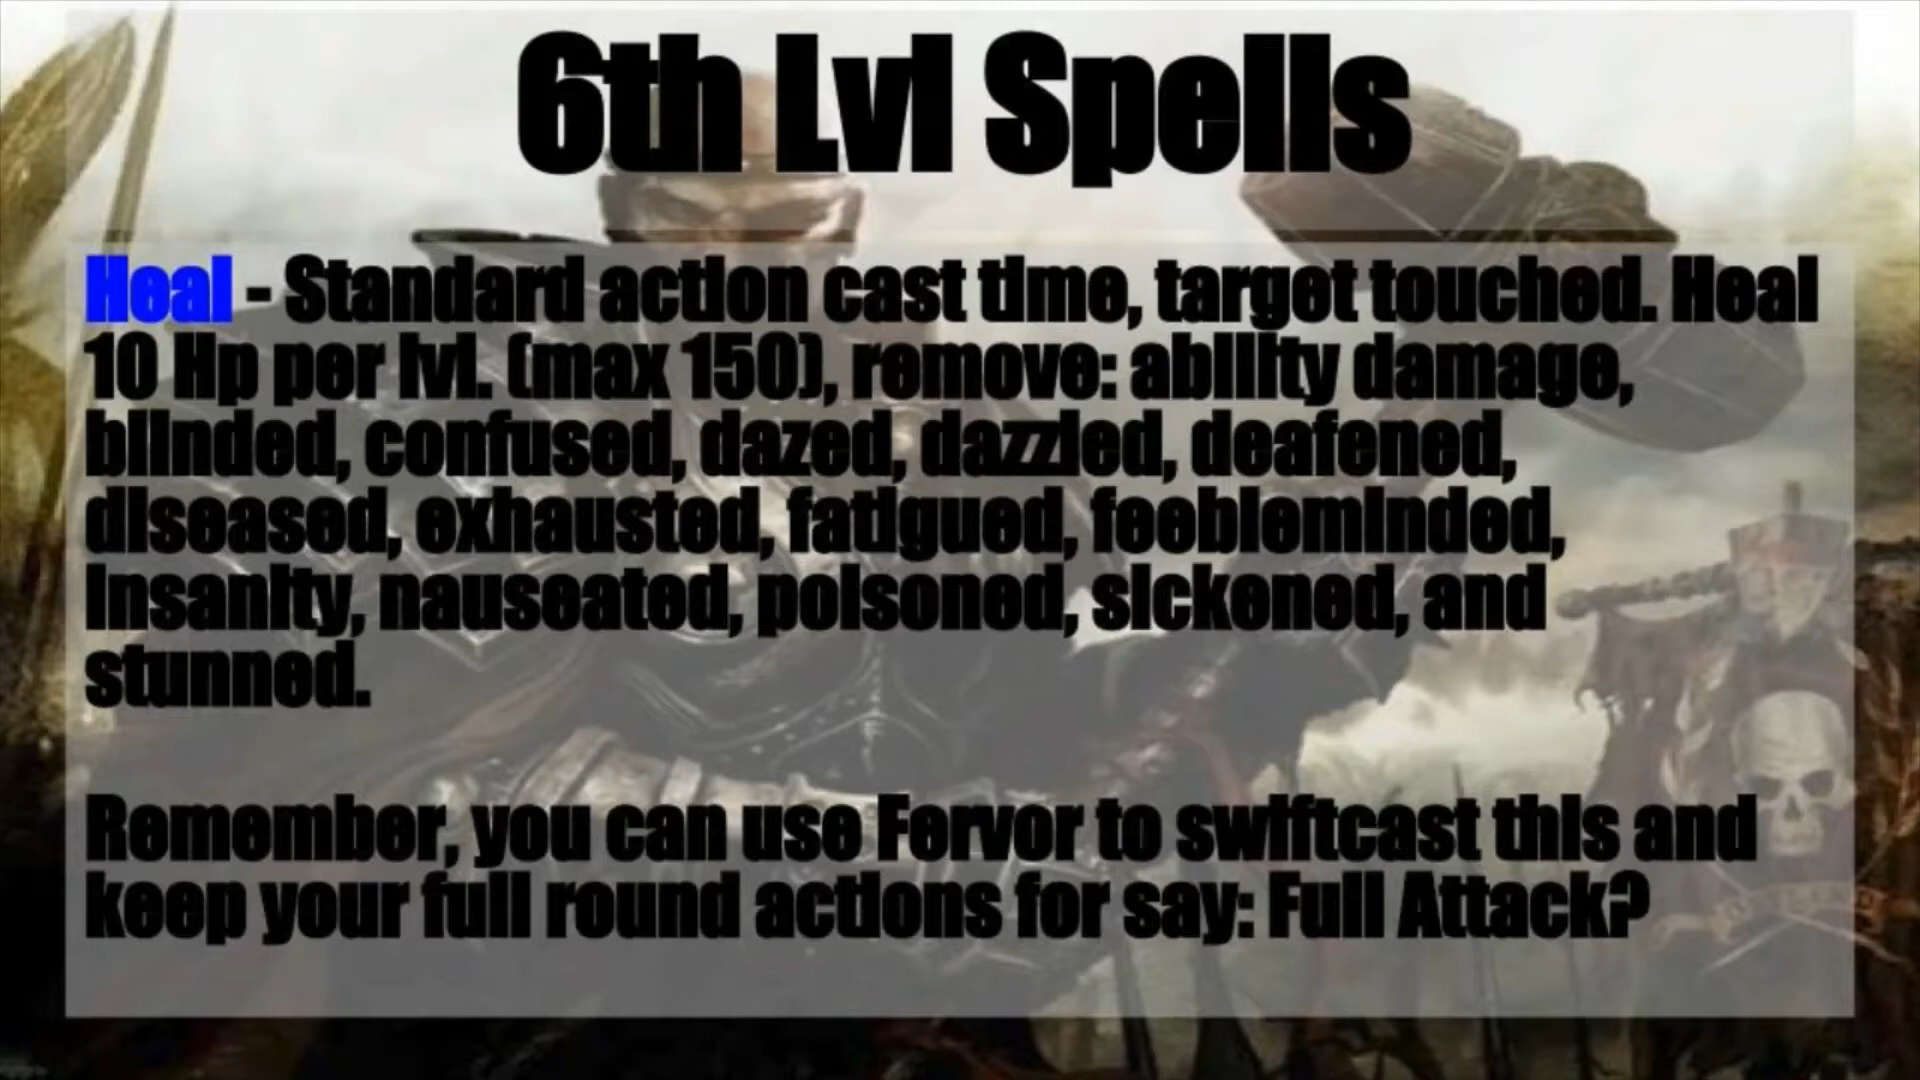 6th Lvl Spells
Heal - Standard action cast time, target touched. Heal
10 Hp per lvl. (max 150), remove: ability damage,
blinded, confused, dazed, dazzled, deafened,
diseased, exhausted, fatigued, feebleminded,
insanity, nauseated, poisoned, sickened, and
stunned.
Remember, you can use Fervor to swiftcast this and
keep your full round actions for say: Full Attack?